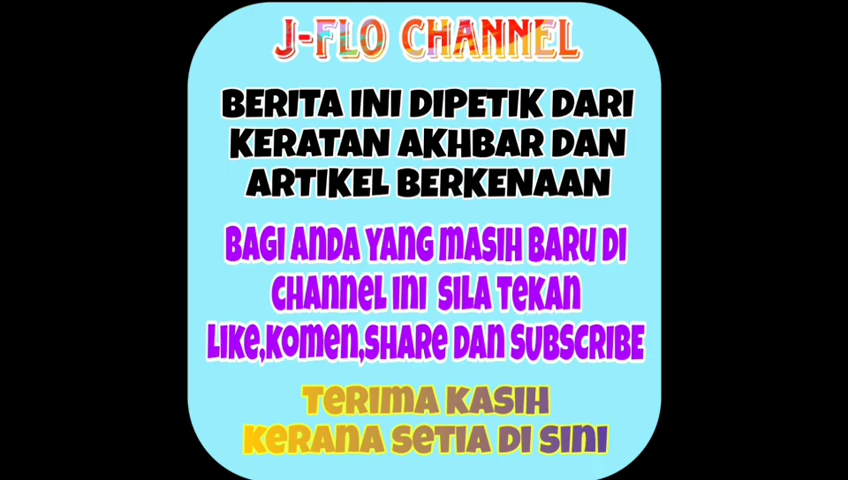 J-FLO CHANNEL
BERITA INI DIPETIK DARI
KERATAN AKHBAR DAN
ARTIKEL BERKENAAN
BAGI ANDA YANG MASIH BARU DI
CHANNEL INI SILA TEKAN
LIKE,KOMEN,SHARE DAN SUBSCRIBE
TERIMA KASIH
KERANA SETIA DI SINI